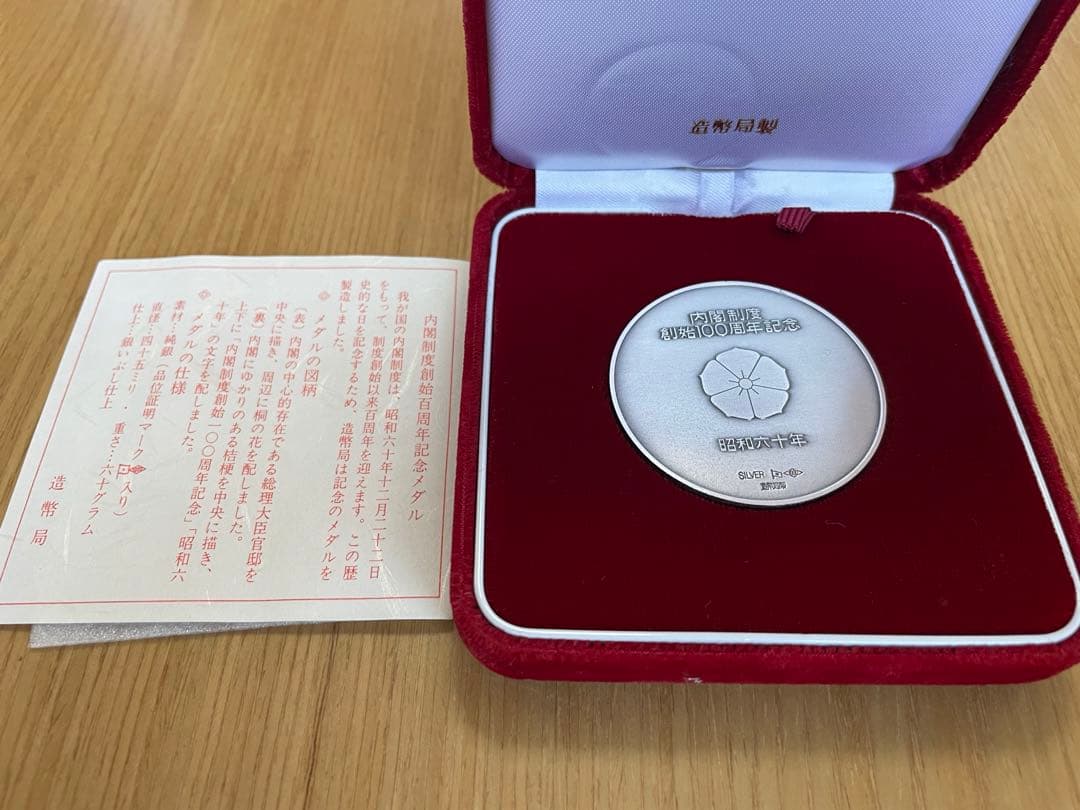 内閣制度創始百周年記念メダル
我が国の内閣制度は、昭和六十年十二月二十二日
をもって、制度創始以来百周年を迎えます。この歴
史的な日を記念するため、造幣局は記念のメダルを
製造しました。
メダルの図柄
(表)内閣の中心的存在である総理大臣官邸を
中央に描き、周辺に桐の花を配しました。
(裏)内閣にゆかりのある桔梗を中央に描き、
上下に「内閣制度創始一〇〇周年記念」「昭和六
十年」の文字を配しました。
メダルの仕様
素材…純銀(品位証明マーク入り)
直径…四十五ミリ・重さ…六十グラム
仕上…銀いぶし仕上
造幣局
造幣局製
内閣制度
創始100周年記念
昭和六十年
SILVER